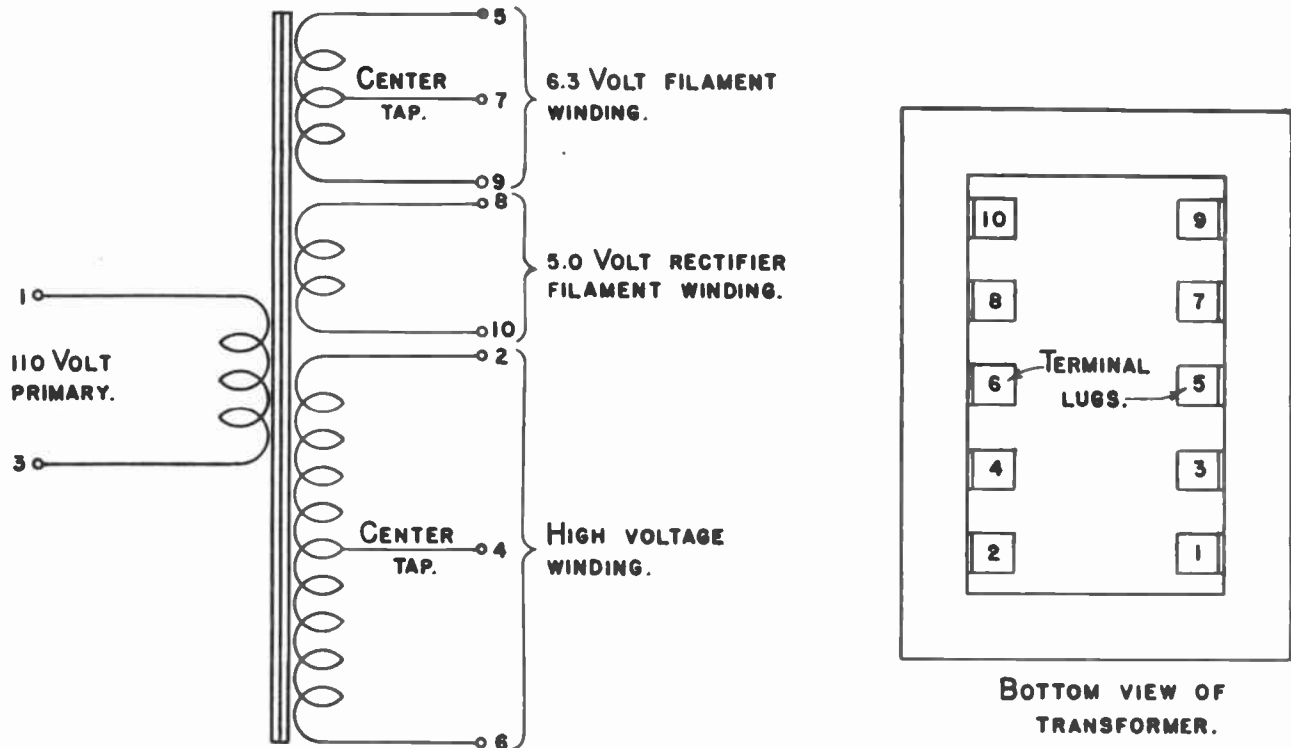 5
CENTER
TAP.
7
6.3 VOLT FILAMENT
WINDING.
9
8
5.0 VOLT RECTIFIER
FILAMENT WINDING.
10
1
110 VOLT
PRIMARY.
3
2
CENTER
TAP.
4
HIGH VOLTAGE
WINDING.
6
10 9
8 7
6 TERMINAL
LUGS. 5
4 3
2 1
BOTTOM VIEW OF
TRANSFORMER.